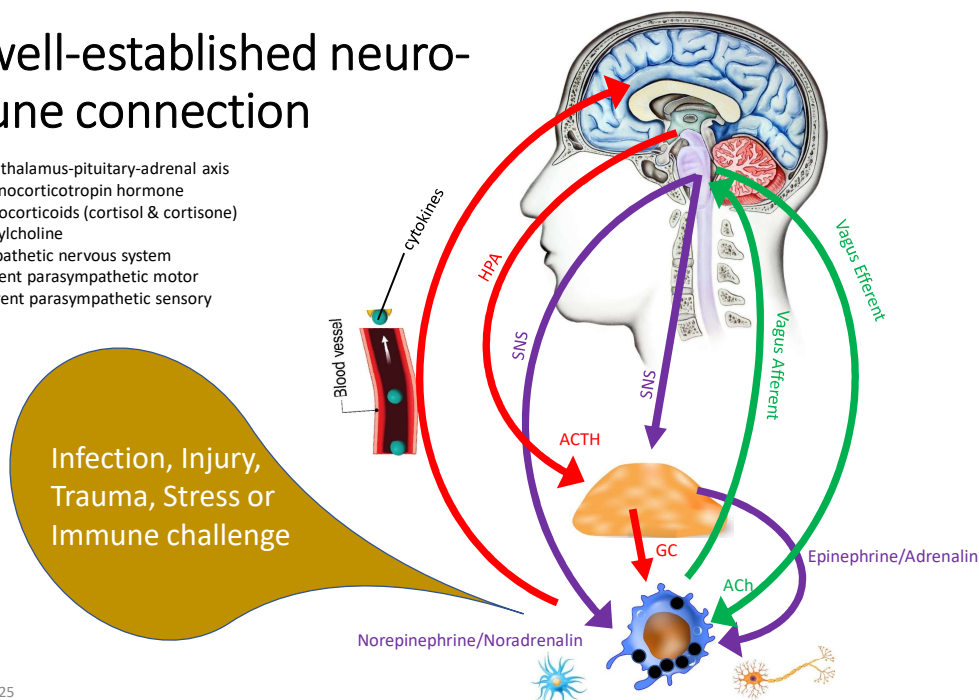 well-established neuro-
une connection
thalamus-pituitary-adrenal axis
nocorticotropin hormone
ocorticoids (cortisol & cortisone)
ylcholine
pathetic nervous system
ent parasympathetic motor
ent parasympathetic sensory
cytokines
Blood vessel
HPA
SNS
SNS
Vagus Efferent
Vagus Afferent
ACTH
Infection, Injury,
Trauma, Stress or
Immune challenge
GC
Epinephrine/Adrenalin
ACh
Norepinephrine/Noradrenalin
25